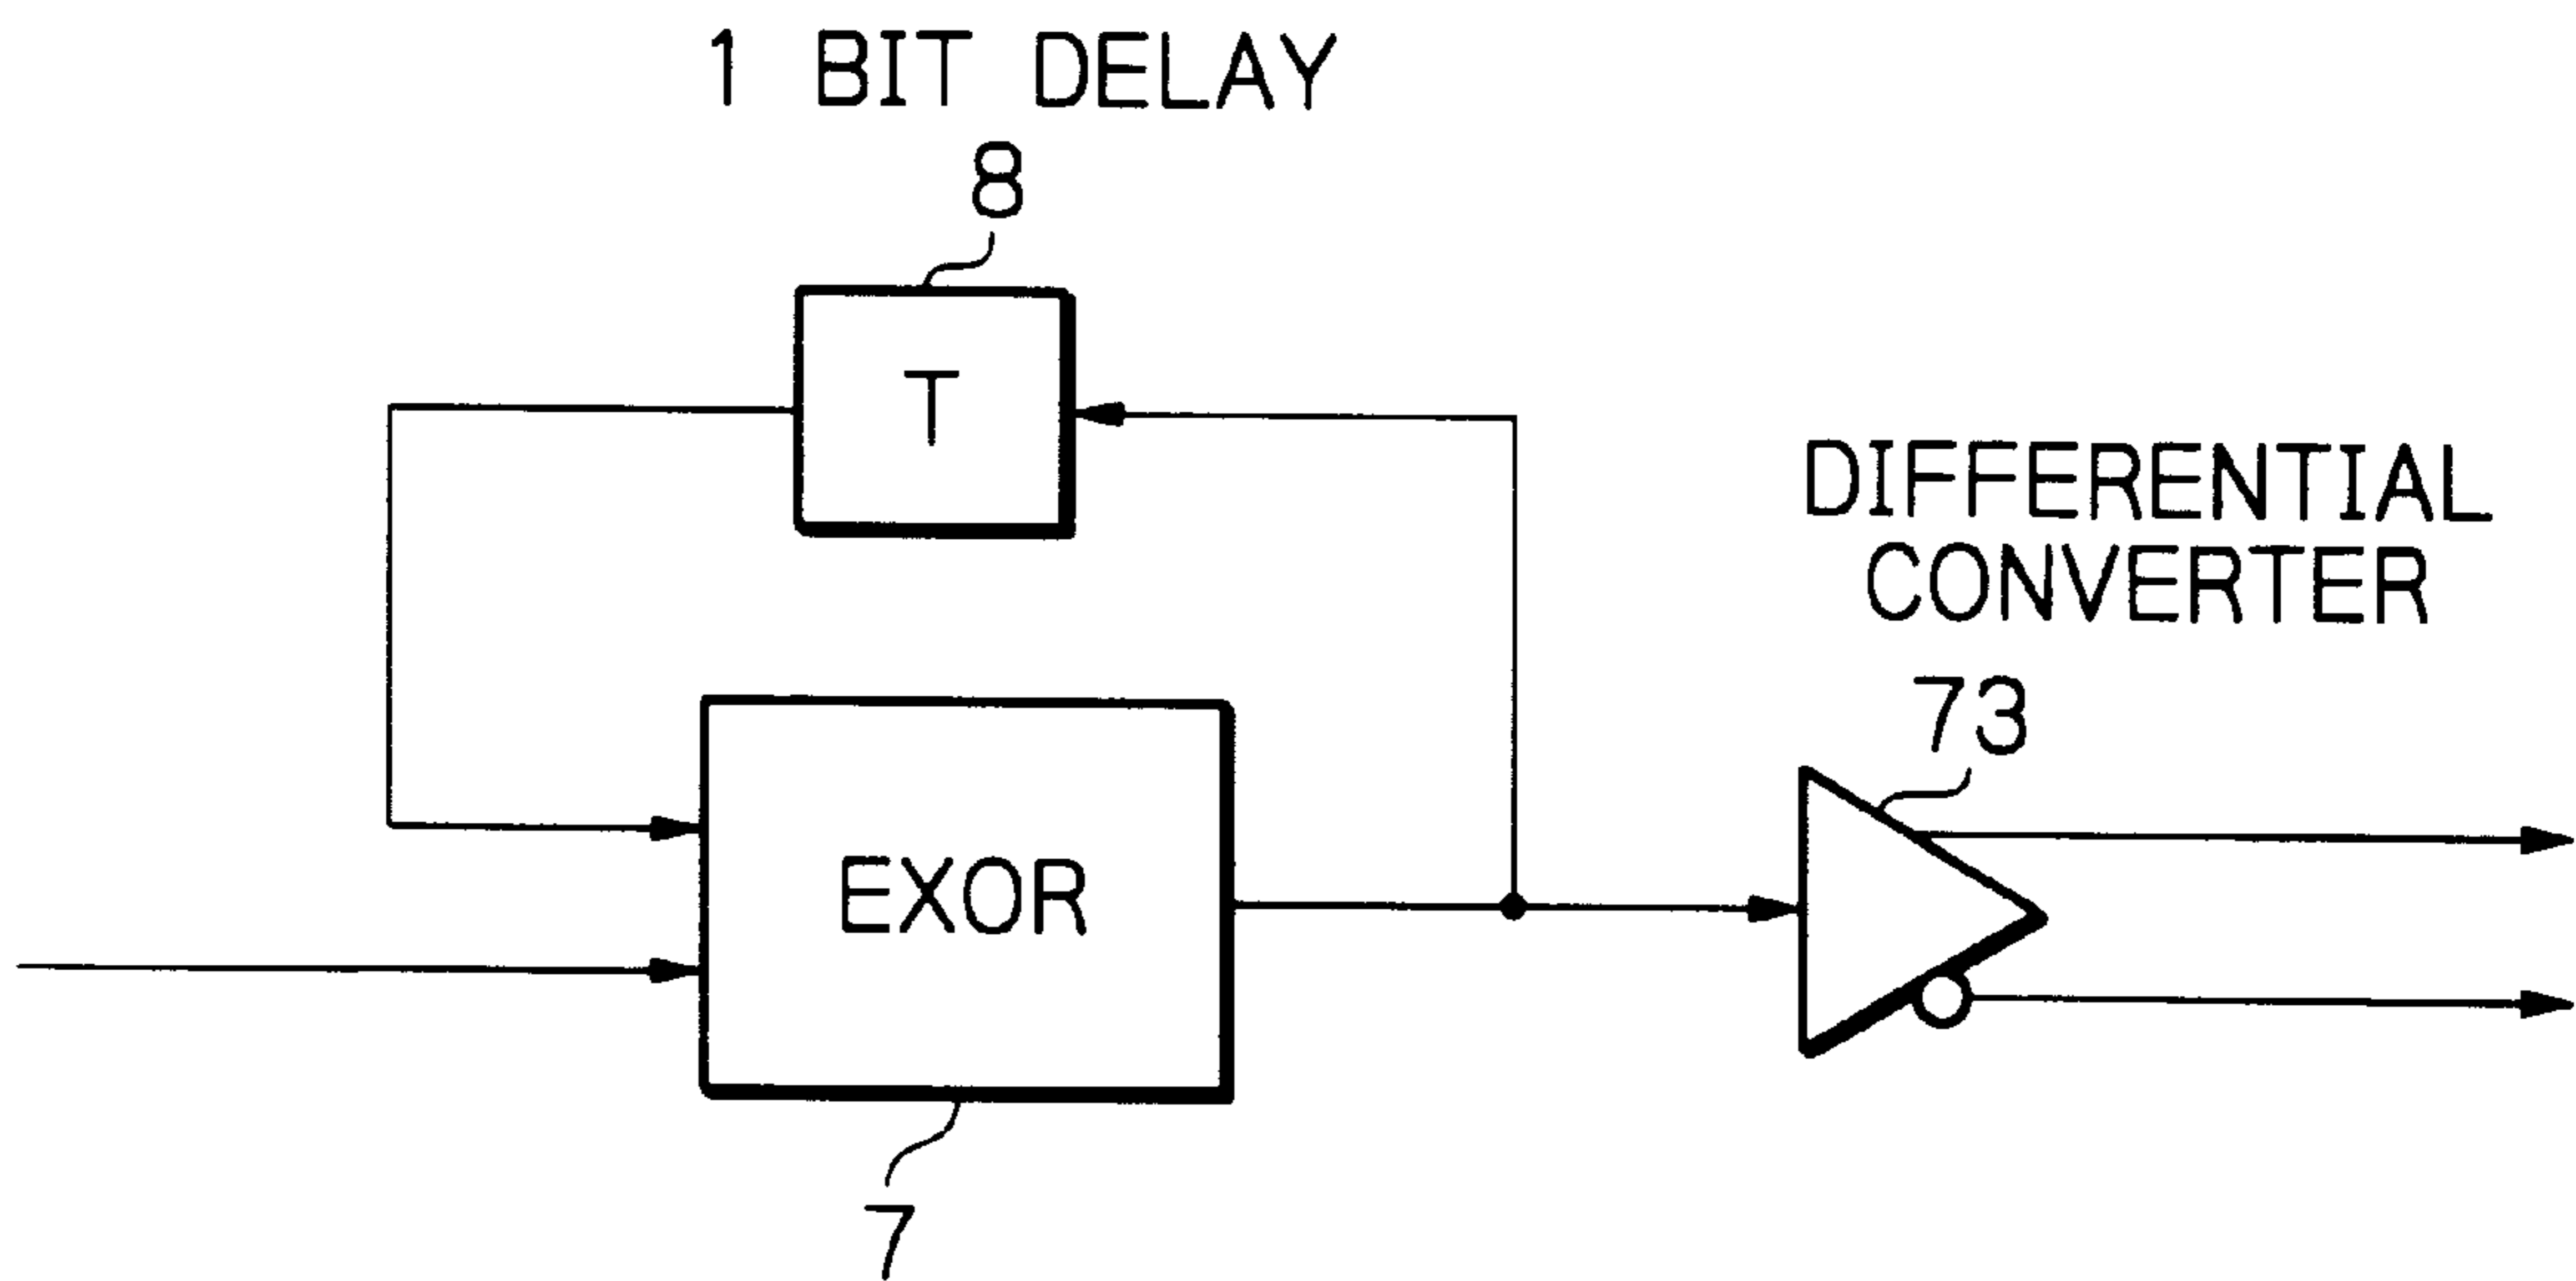 1 BIT DELAY
8
T
DIFFERENTIAL
CONVERTER
73
EXOR
7